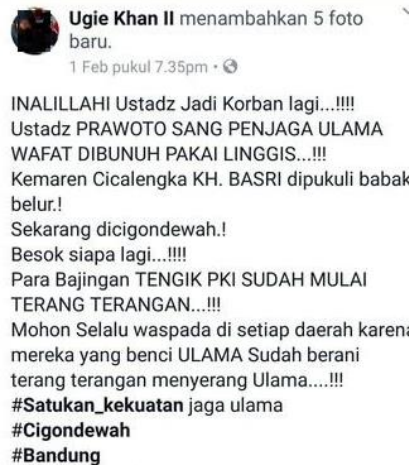 Ugie Khan II menambahkan 5 foto
baru.
1 Feb pukul 7.35pm •
INALILLAHI Ustadz Jadi Korban lagi...!!!!
Ustadz PRAWOTO SANG PENJAGA ULAMA
WAFAT DIBUNUH PAKAI LINGGIS...!!!
Kemaren Cicalengka KH. BASRI dipukuli babak
belur.!
Sekarang dicigondewah.!
Besok siapa lagi...!!!!
Para Bajingan TENGIK PKI SUDAH MULAI
TERANG TERANGAN...!!!
Mohon Selalu waspada di setiap daerah karena
mereka yang benci ULAMA Sudah berani
terang terangan menyerang Ulama....!!!
#Satukan_kekuatan jaga ulama
#Cigondewah
#Bandung